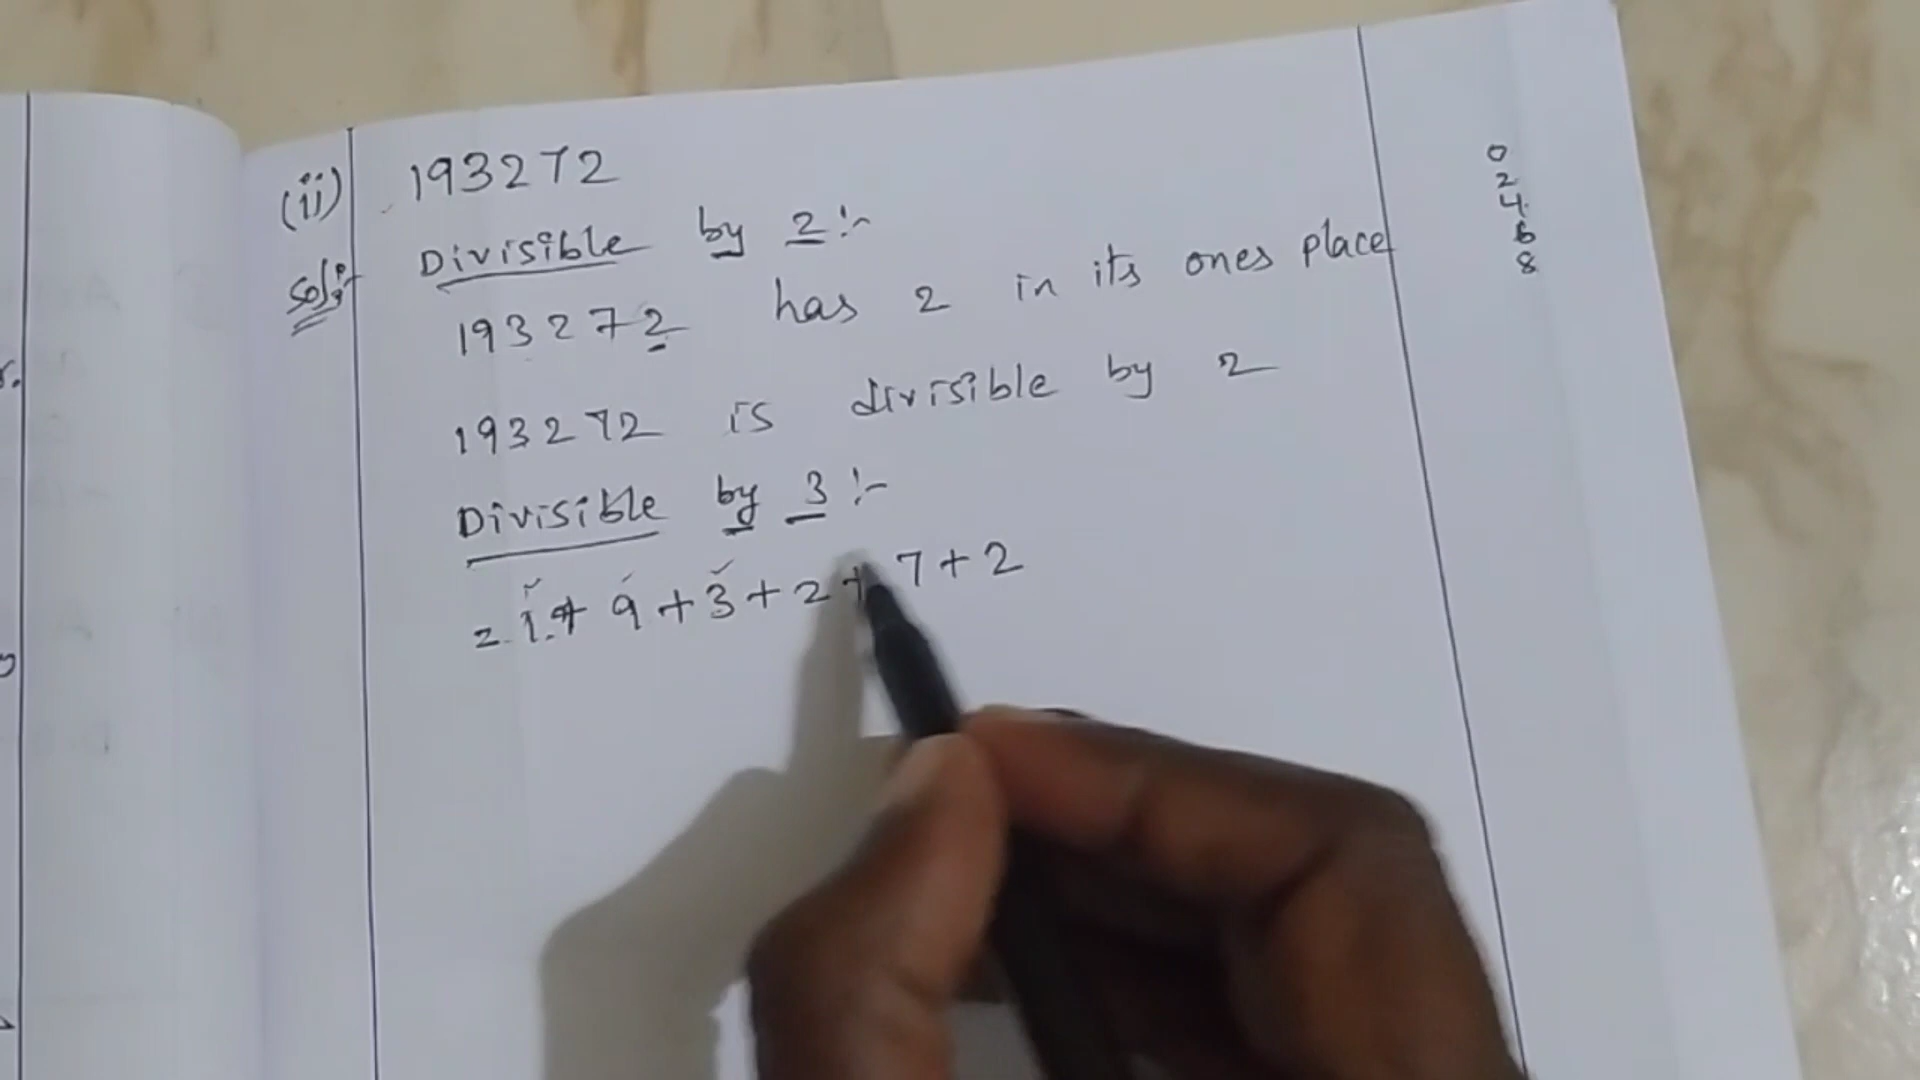 (ii) 193272
Sol:- Divisible by 2 :-
193272 has 2 in its ones place
193272 is divisible by 2
Divisible by 3 :-
= 1 + 9 + 3 + 2 + 7 + 2
0
2
4
6
8